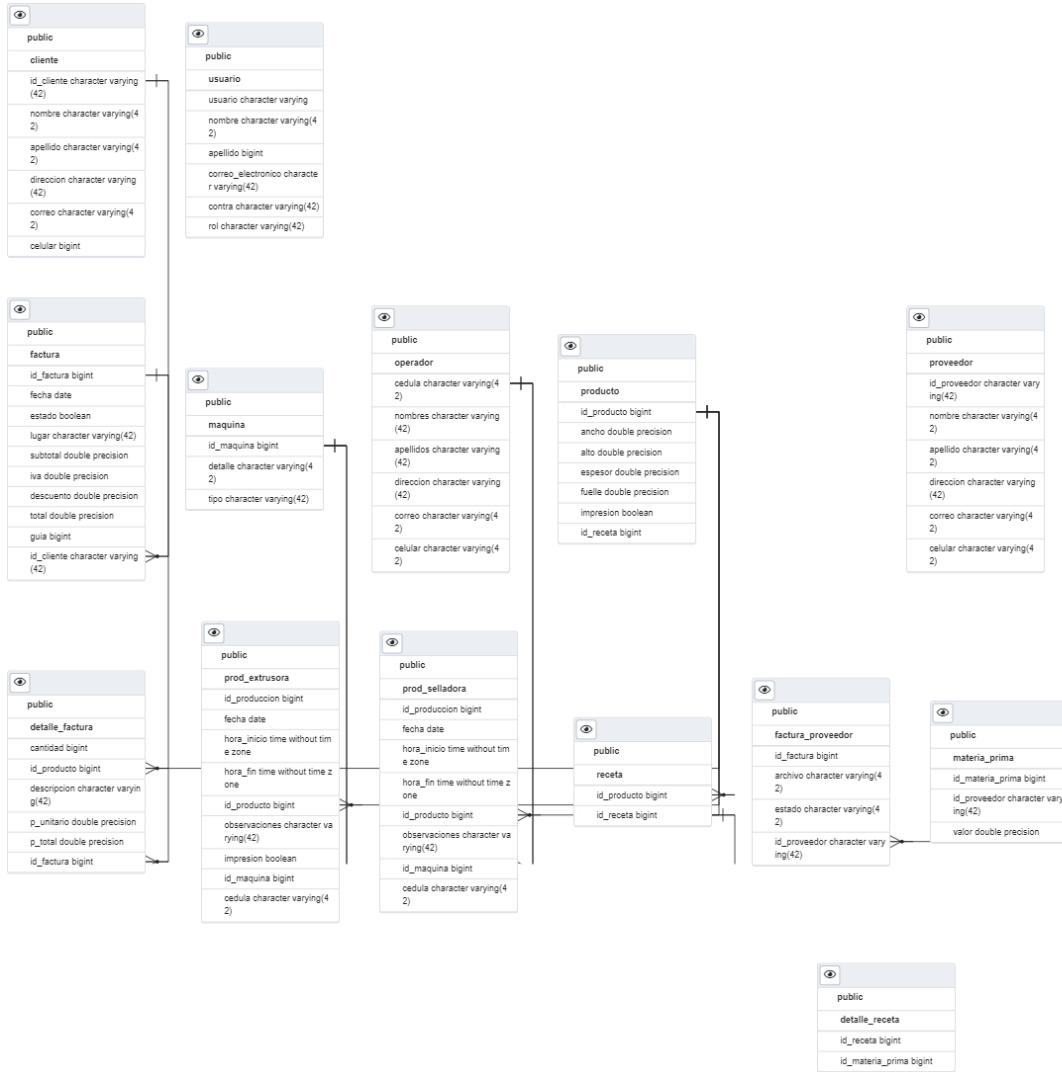 public
cliente
id_cliente character varying
(42)
nombre character varying(4
2)
apellido character varying(4
2)
direccion character varying
(42)
correo character varying(4
2)
celular bigint
public
usuario
usuario character varying
nombre character varying(4
2)
apellido bigint
correo_electronico characte
r varying(42)
contra character varying(42)
rol character varying(42)
public
factura
id_factura bigint
fecha date
estado boolean
lugar character varying(42)
subtotal double precision
iva double precision
descuento double precision
total double precision
guia bigint
id_cliente character varying
(42)
public
maquina
id_maquina bigint
detalle character varying(4
2)
tipo character varying(42)
public
operador
cedula character varying(4
2)
nombres character varying
(42)
apellidos character varying
(42)
direccion character varying
(42)
correo character varying(4
2)
celular character varying(4
2)
public
producto
id_producto bigint
ancho double precision
alto double precision
espesor double precision
fuelle double precision
impresion boolean
id_receta bigint
public
proveedor
id_proveedor character vary
ing(42)
nombre character varying(4
2)
apellido character varying(4
2)
direccion character varying
(42)
correo character varying(4
2)
celular character varying(4
2)
public
detalle_factura
cantidad bigint
id_producto bigint
descripcion character varyin
g(42)
p_unitario double precision
p_total double precision
id_factura bigint
public
prod_extrusora
id_produccion bigint
fecha date
hora_inicio time without tim
e zone
hora_fin time without time z
one
id_producto bigint
observaciones character va
rying(42)
impresion boolean
id_maquina bigint
cedula character varying(4
2)
public
prod_selladora
id_produccion bigint
fecha date
hora_inicio time without tim
e zone
hora_fin time without time z
one
id_producto bigint
observaciones character va
rying(42)
id_maquina bigint
cedula character varying(4
2)
public
receta
id_producto bigint
id_receta bigint
public
factura_proveedor
id_factura bigint
archivo character varying(4
2)
estado character varying(4
2)
id_proveedor character vary
ing(42)
public
materia_prima
id_materia_prima bigint
id_proveedor character vary
ing(42)
valor double precision
public
detalle_receta
id_receta bigint
id_materia_prima bigint